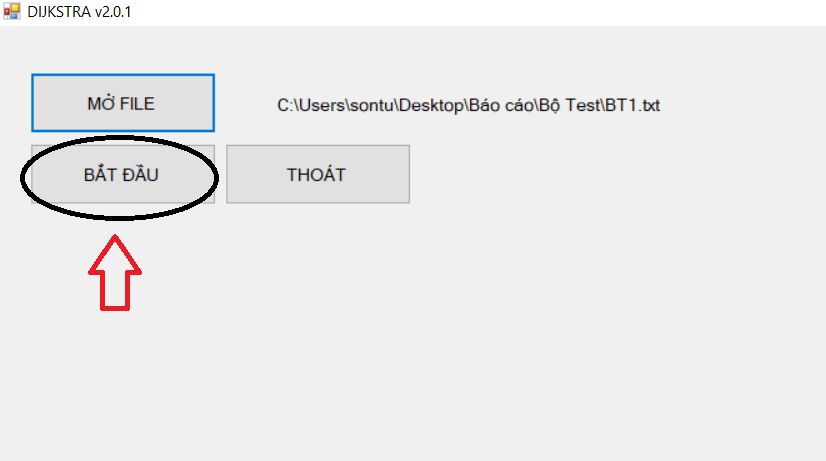 DIJKSTRA v2.0.1
MỞ FILE
C:\Users\sontu\Desktop\Báo cáo\Bộ Test\BT1.txt
BẮT ĐẦU
THOÁT